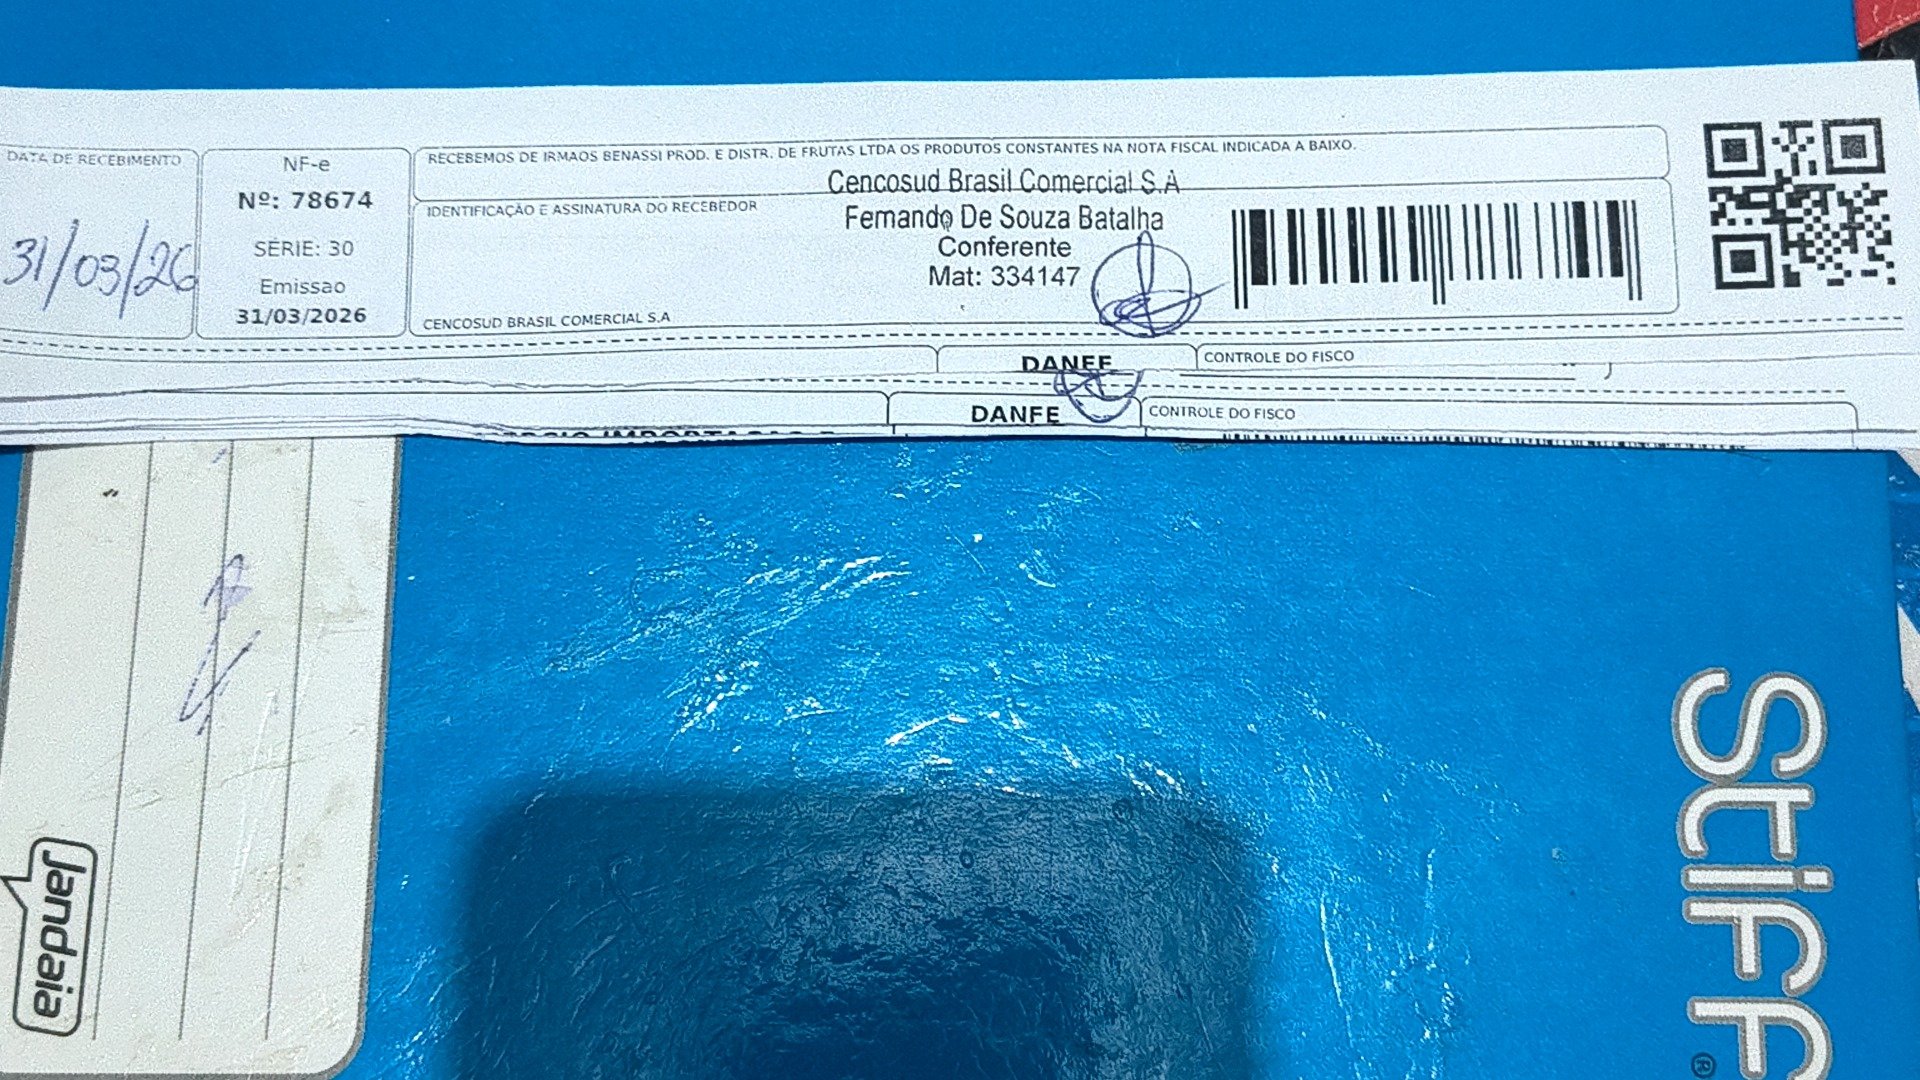 DATA DE RECEBIMENTO
31/03/26
NF-e
Nº: 78674
SÉRIE: 30
Emissao
31/03/2026
RECEBEMOS DE IRMAOS BENASSI PROD. E DISTR. DE FRUTAS LTDA OS PRODUTOS CONSTANTES NA NOTA FISCAL INDICADA A BAIXO.
IDENTIFICAÇÃO E ASSINATURA DO RECEBEDOR
Cencosud Brasil Comercial S.A
Fernando De Souza Batalha
Conferente
Mat: 334147
CENCOSUD BRASIL COMERCIAL S.A
DANFE
CONTROLE DO FISCO
DANFE
CONTROLE DO FISCO
Jandaia
Stiff